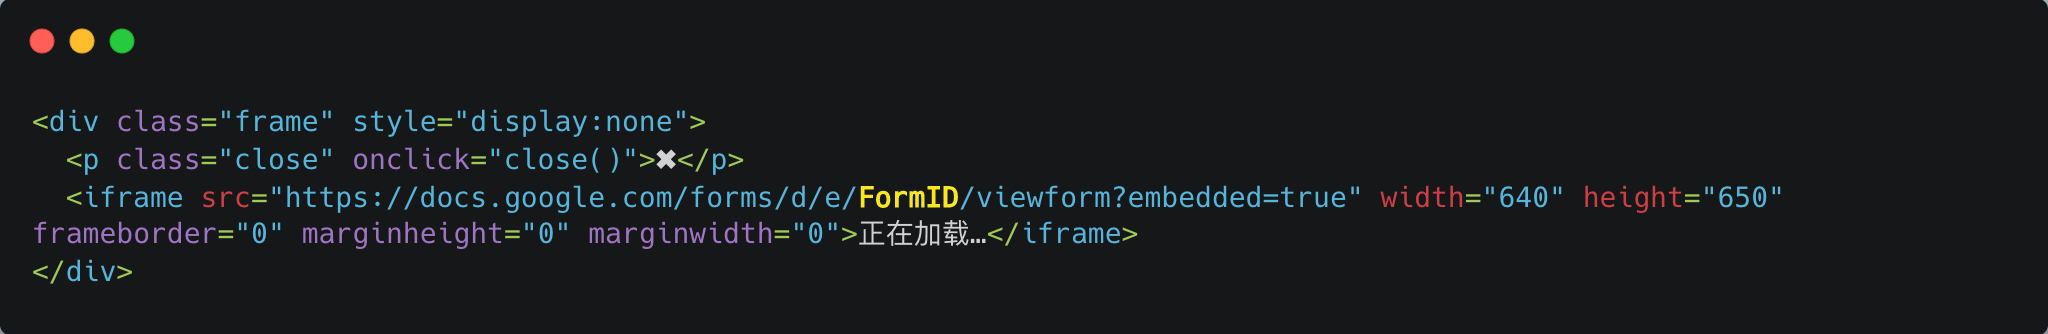 <div class="frame" style="display:none">
  <p class="close" onclick="close()">✖</p>
  <iframe src="https://docs.google.com/forms/d/e/FormID/viewform?embedded=true" width="640" height="650"
frameborder="0" marginheight="0" marginwidth="0">正在加载…</iframe>
</div>